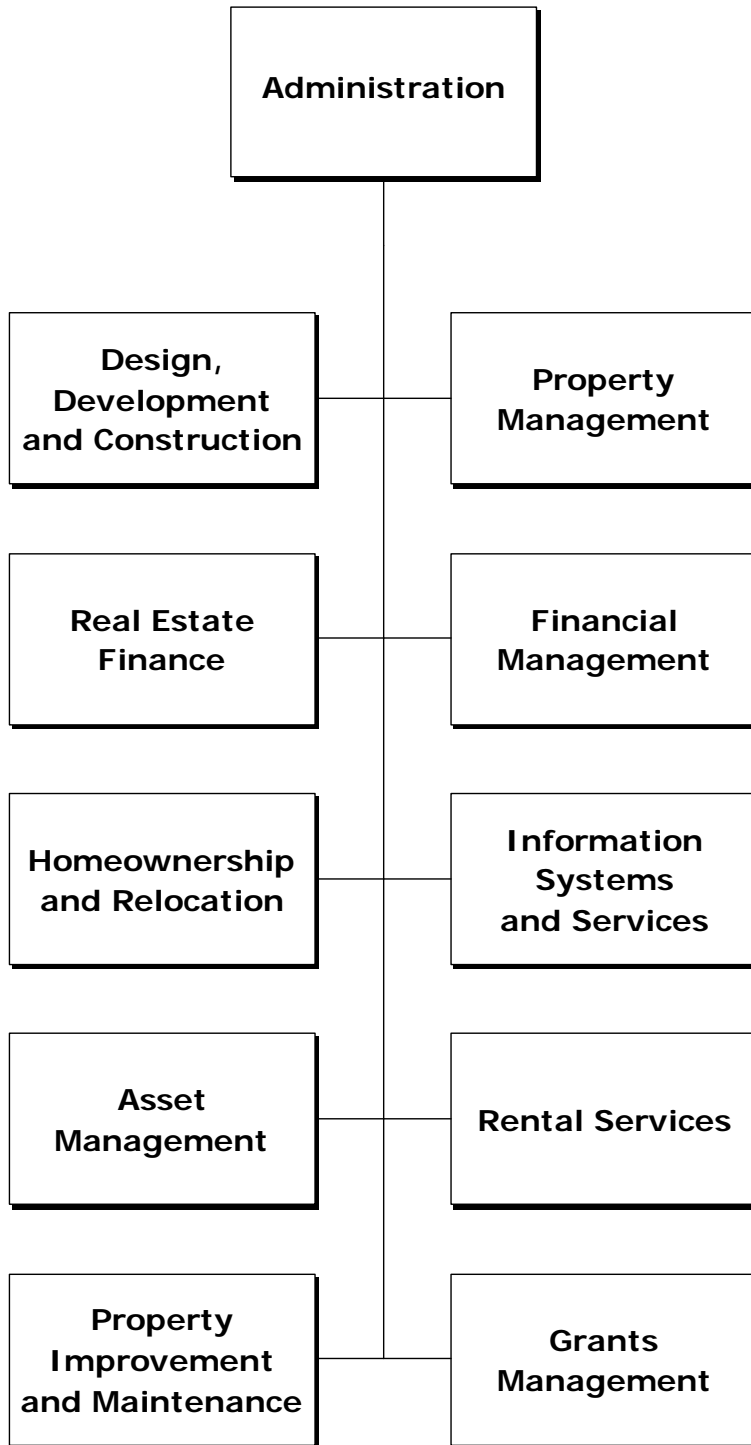 Administration
Design,
Development
and Construction
Property
Management
Real Estate
Finance
Financial
Management
Homeownership
and Relocation
Information
Systems
and Services
Asset
Management
Rental Services
Property
Improvement
and Maintenance
Grants
Management